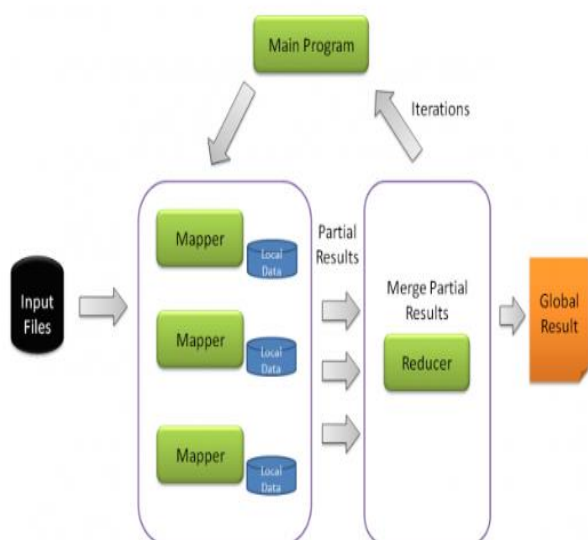 Main Program
Iterations
Mapper
Local
Data
Partial
Results
Input
Files
Mapper
Local
Data
Merge Partial
Results
Reducer
Global
Result
Mapper
Local
Data